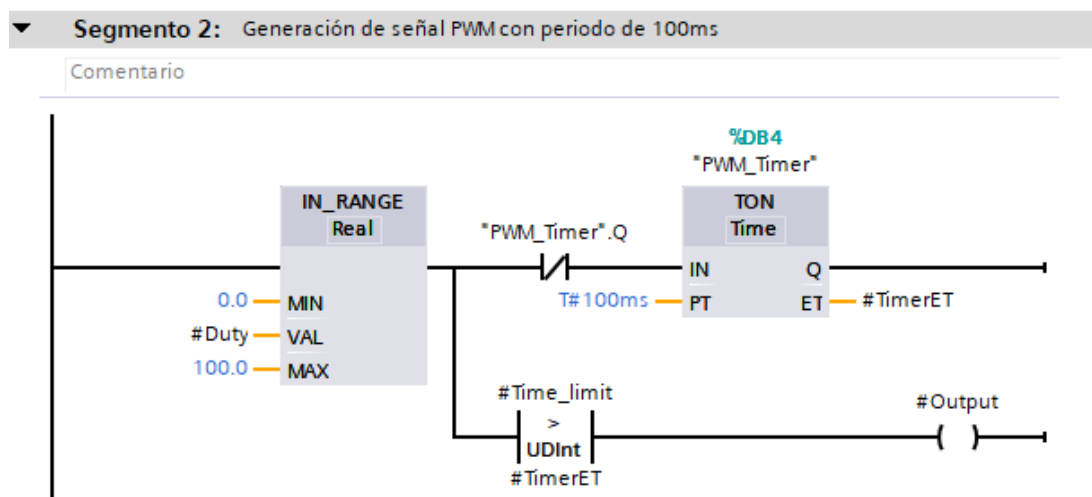 Segmento 2: Generación de señal PWM con periodo de 100ms
Comentario
%DB4
"PWM_Timer"
IN_RANGE
Real
"PWM_Timer".Q
TON
Time
IN
Q
0.0
MIN
T#100ms
PT
ET
#TimerET
#Duty
VAL
100.0
MAX
#Time_limit
>
UDInt
#TimerET
#Output